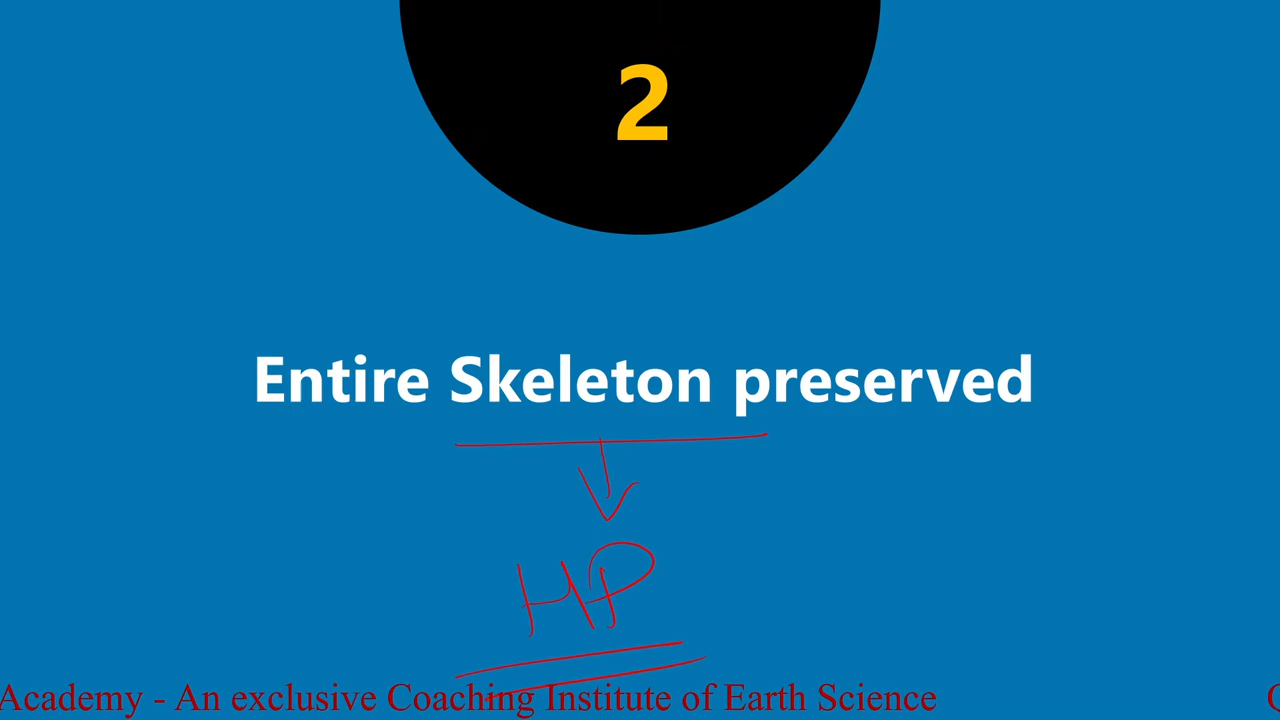 2
Entire Skeleton preserved
HP
Academy - An exclusive Coaching Institute of Earth Science